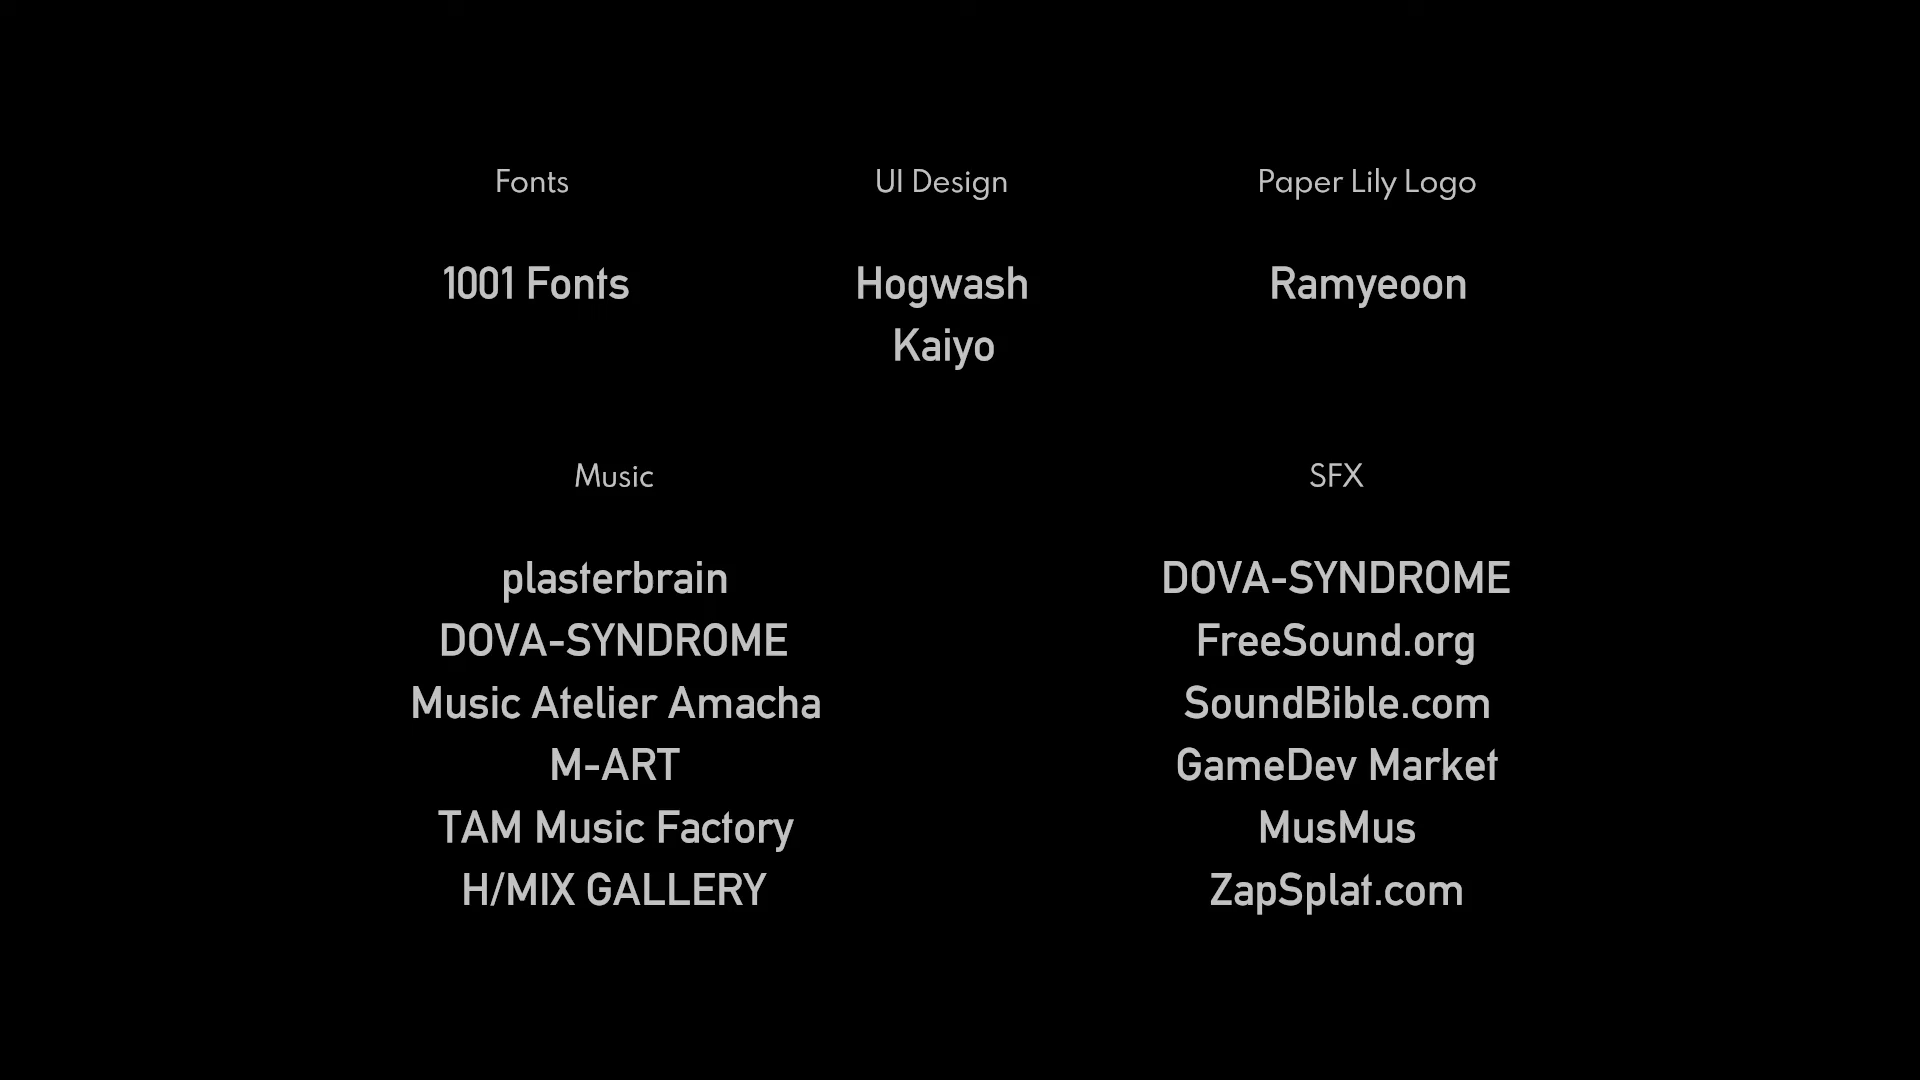 Fonts
1001 Fonts
UI Design
Hogwash
Kaiyo
Paper Lily Logo
Ramyeoon
Music
plasterbrain
DOVA-SYNDROME
Music Atelier Amacha
M-ART
TAM Music Factory
H/MIX GALLERY
SFX
DOVA-SYNDROME
FreeSound.org
SoundBible.com
GameDev Market
MusMus
ZapSplat.com